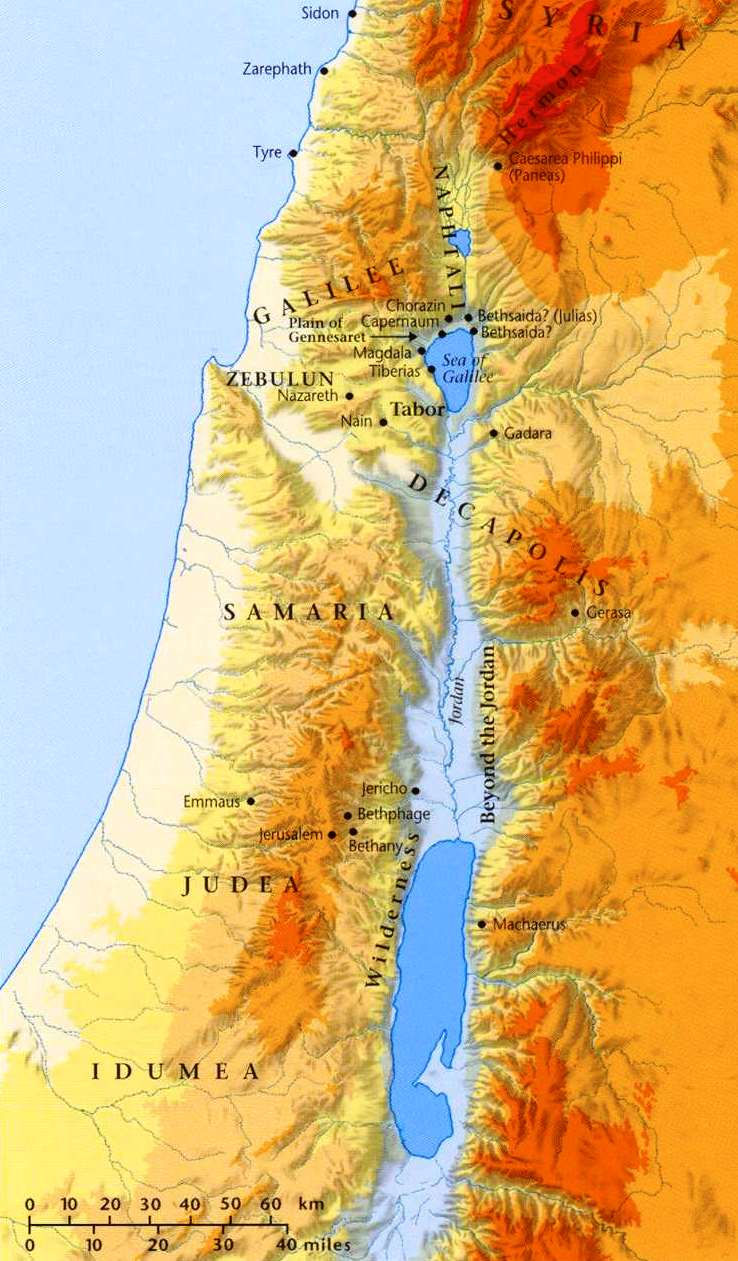 Sidon
SYRIA
Zarephath
Hermon
Tyre
Caesarea Philippi
(Paneas)
NAPHTALI
GALILEE
Chorazin
Bethsaida? (Julias)
Plain of
Gennesaret
Capernaum
Bethsaida?
Magdala
Sea of
Galilee
Tiberias
ZEBULUN
Nazareth
Tabor
Nain
Gadara
DECAPOLIS
SAMARIA
Gerasa
Jordan
Beyond the Jordan
Jericho
Emmaus
Bethphage
Jerusalem
Bethany
JUDEA
Wilderness
Machaerus
IDUMEA
0 10 20 30 40 50 60 km
0 10 20 30 40 miles